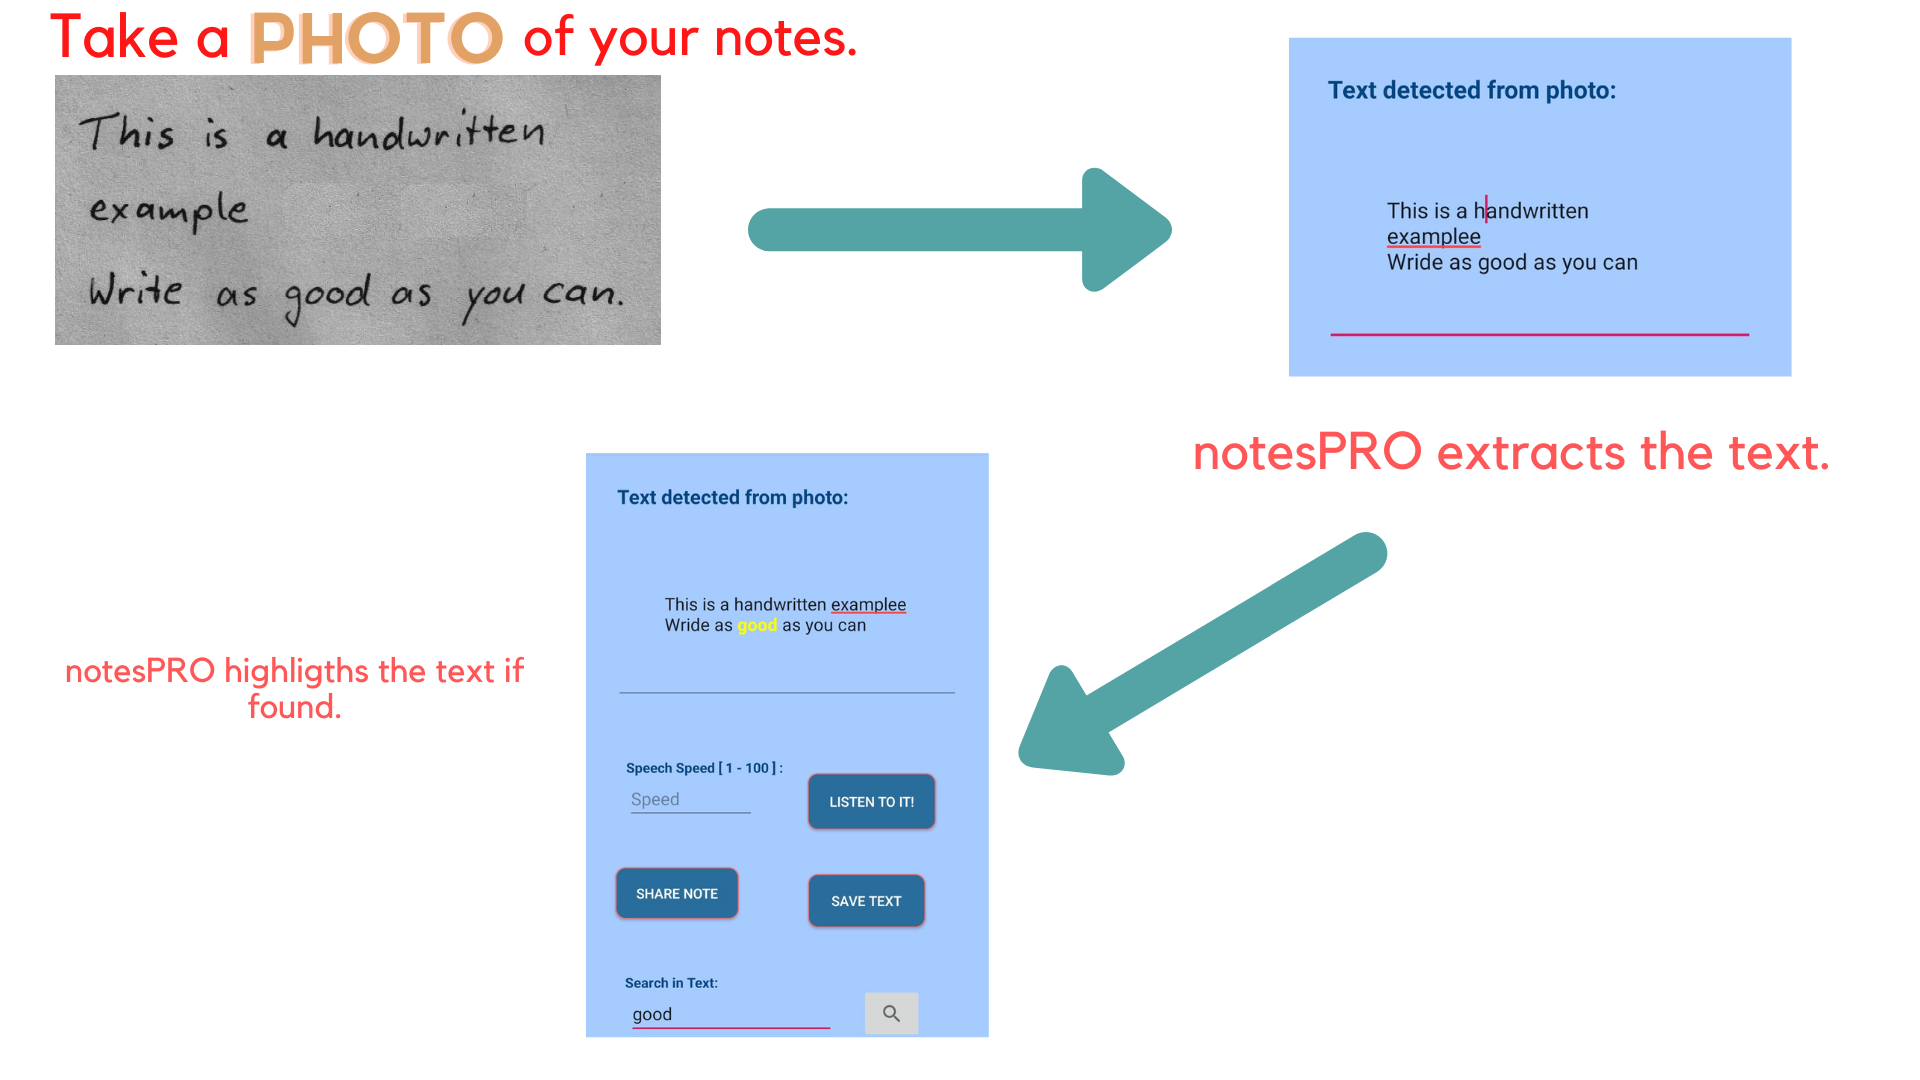 Take a PHOTO of your notes.
This is a handwritten
example
Write as good as you can.
Text detected from photo:
This is a handwritten
examplee
Wride as good as you can
notesPRO extracts the text.
Text detected from photo:
This is a handwritten examplee
Wride as good as you can
notesPRO highligths the text if
found.
Speech Speed [ 1 - 100 ] :
Speed
LISTEN TO IT!
SHARE NOTE
SAVE TEXT
Search in Text:
good